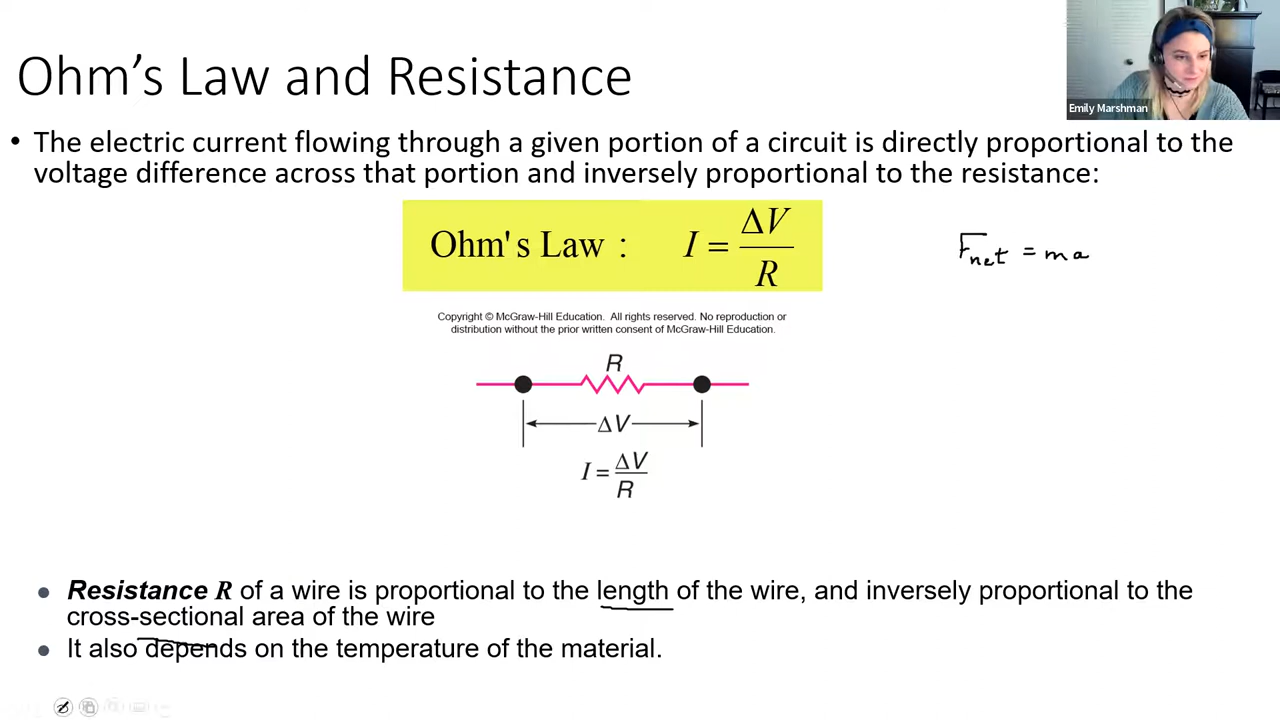 Ohm's Law and Resistance
Emily Marshman
• The electric current flowing through a given portion of a circuit is directly proportional to the
voltage difference across that portion and inversely proportional to the resistance:
Ohm's Law : I = ΔV/R
F_net = ma
Copyright © McGraw-Hill Education. All rights reserved. No reproduction or
distribution without the prior written consent of McGraw-Hill Education.
R
ΔV
I = ΔV/R
• Resistance R of a wire is proportional to the length of the wire, and inversely proportional to the
cross-sectional area of the wire
• It also depends on the temperature of the material.